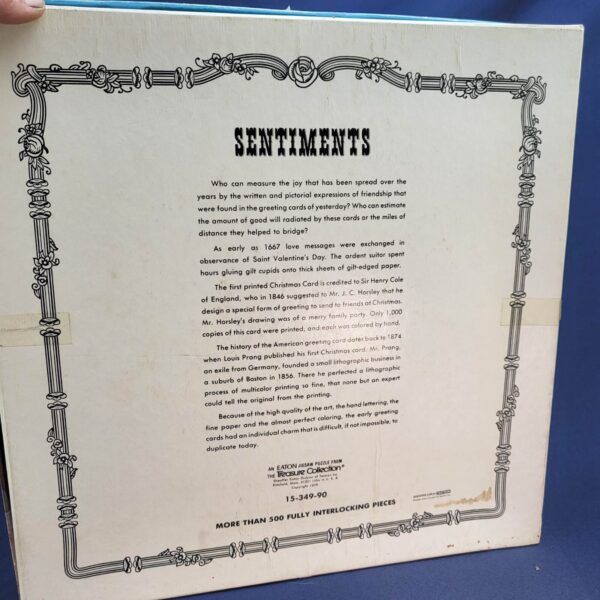 SENTIMENTS
Who can measure the joy that has been spread over the
years by the written and pictorial expressions of friendship that
were found in the greeting cards of yesterday? Who can estimate
the amount of good will radiated by these cards or the miles of
distance they helped to bridge?
As early as 1667 love messages were exchanged in
observance of Saint Valentine's Day. The ardent suitor spent
hours gluing gilt cupids onto thick sheets of gilt-edged paper.
The first printed Christmas Card is credited to Sir Henry Cole
of England, who in 1846 suggested to Mr. J. C. Horsley that he
design a special form of greeting to send to friends at Christmas.
Mr. Horsley's drawing was of a merry family party. Only 1,000
copies of this card were printed, and each was colored by hand.
The history of the American greeting card dates back to 1874
when Louis Prang published his first Christmas card. Mr. Prang,
an exile from Germany, founded a small lithographic business in
a suburb of Boston in 1856. There he perfected a lithographic
process of multicolor printing so fine, that none but an expert
could tell the original from the printing.
Because of the high quality of the art, the hand lettering, the
fine paper and the almost perfect coloring, the early greeting
cards had an individual charm that is difficult, if not impossible, to
duplicate today.
AN EATON JIGSAW PUZZLE FROM
THE Treasure Collection®
15-349-90
MORE THAN 500 FULLY INTERLOCKING PIECES